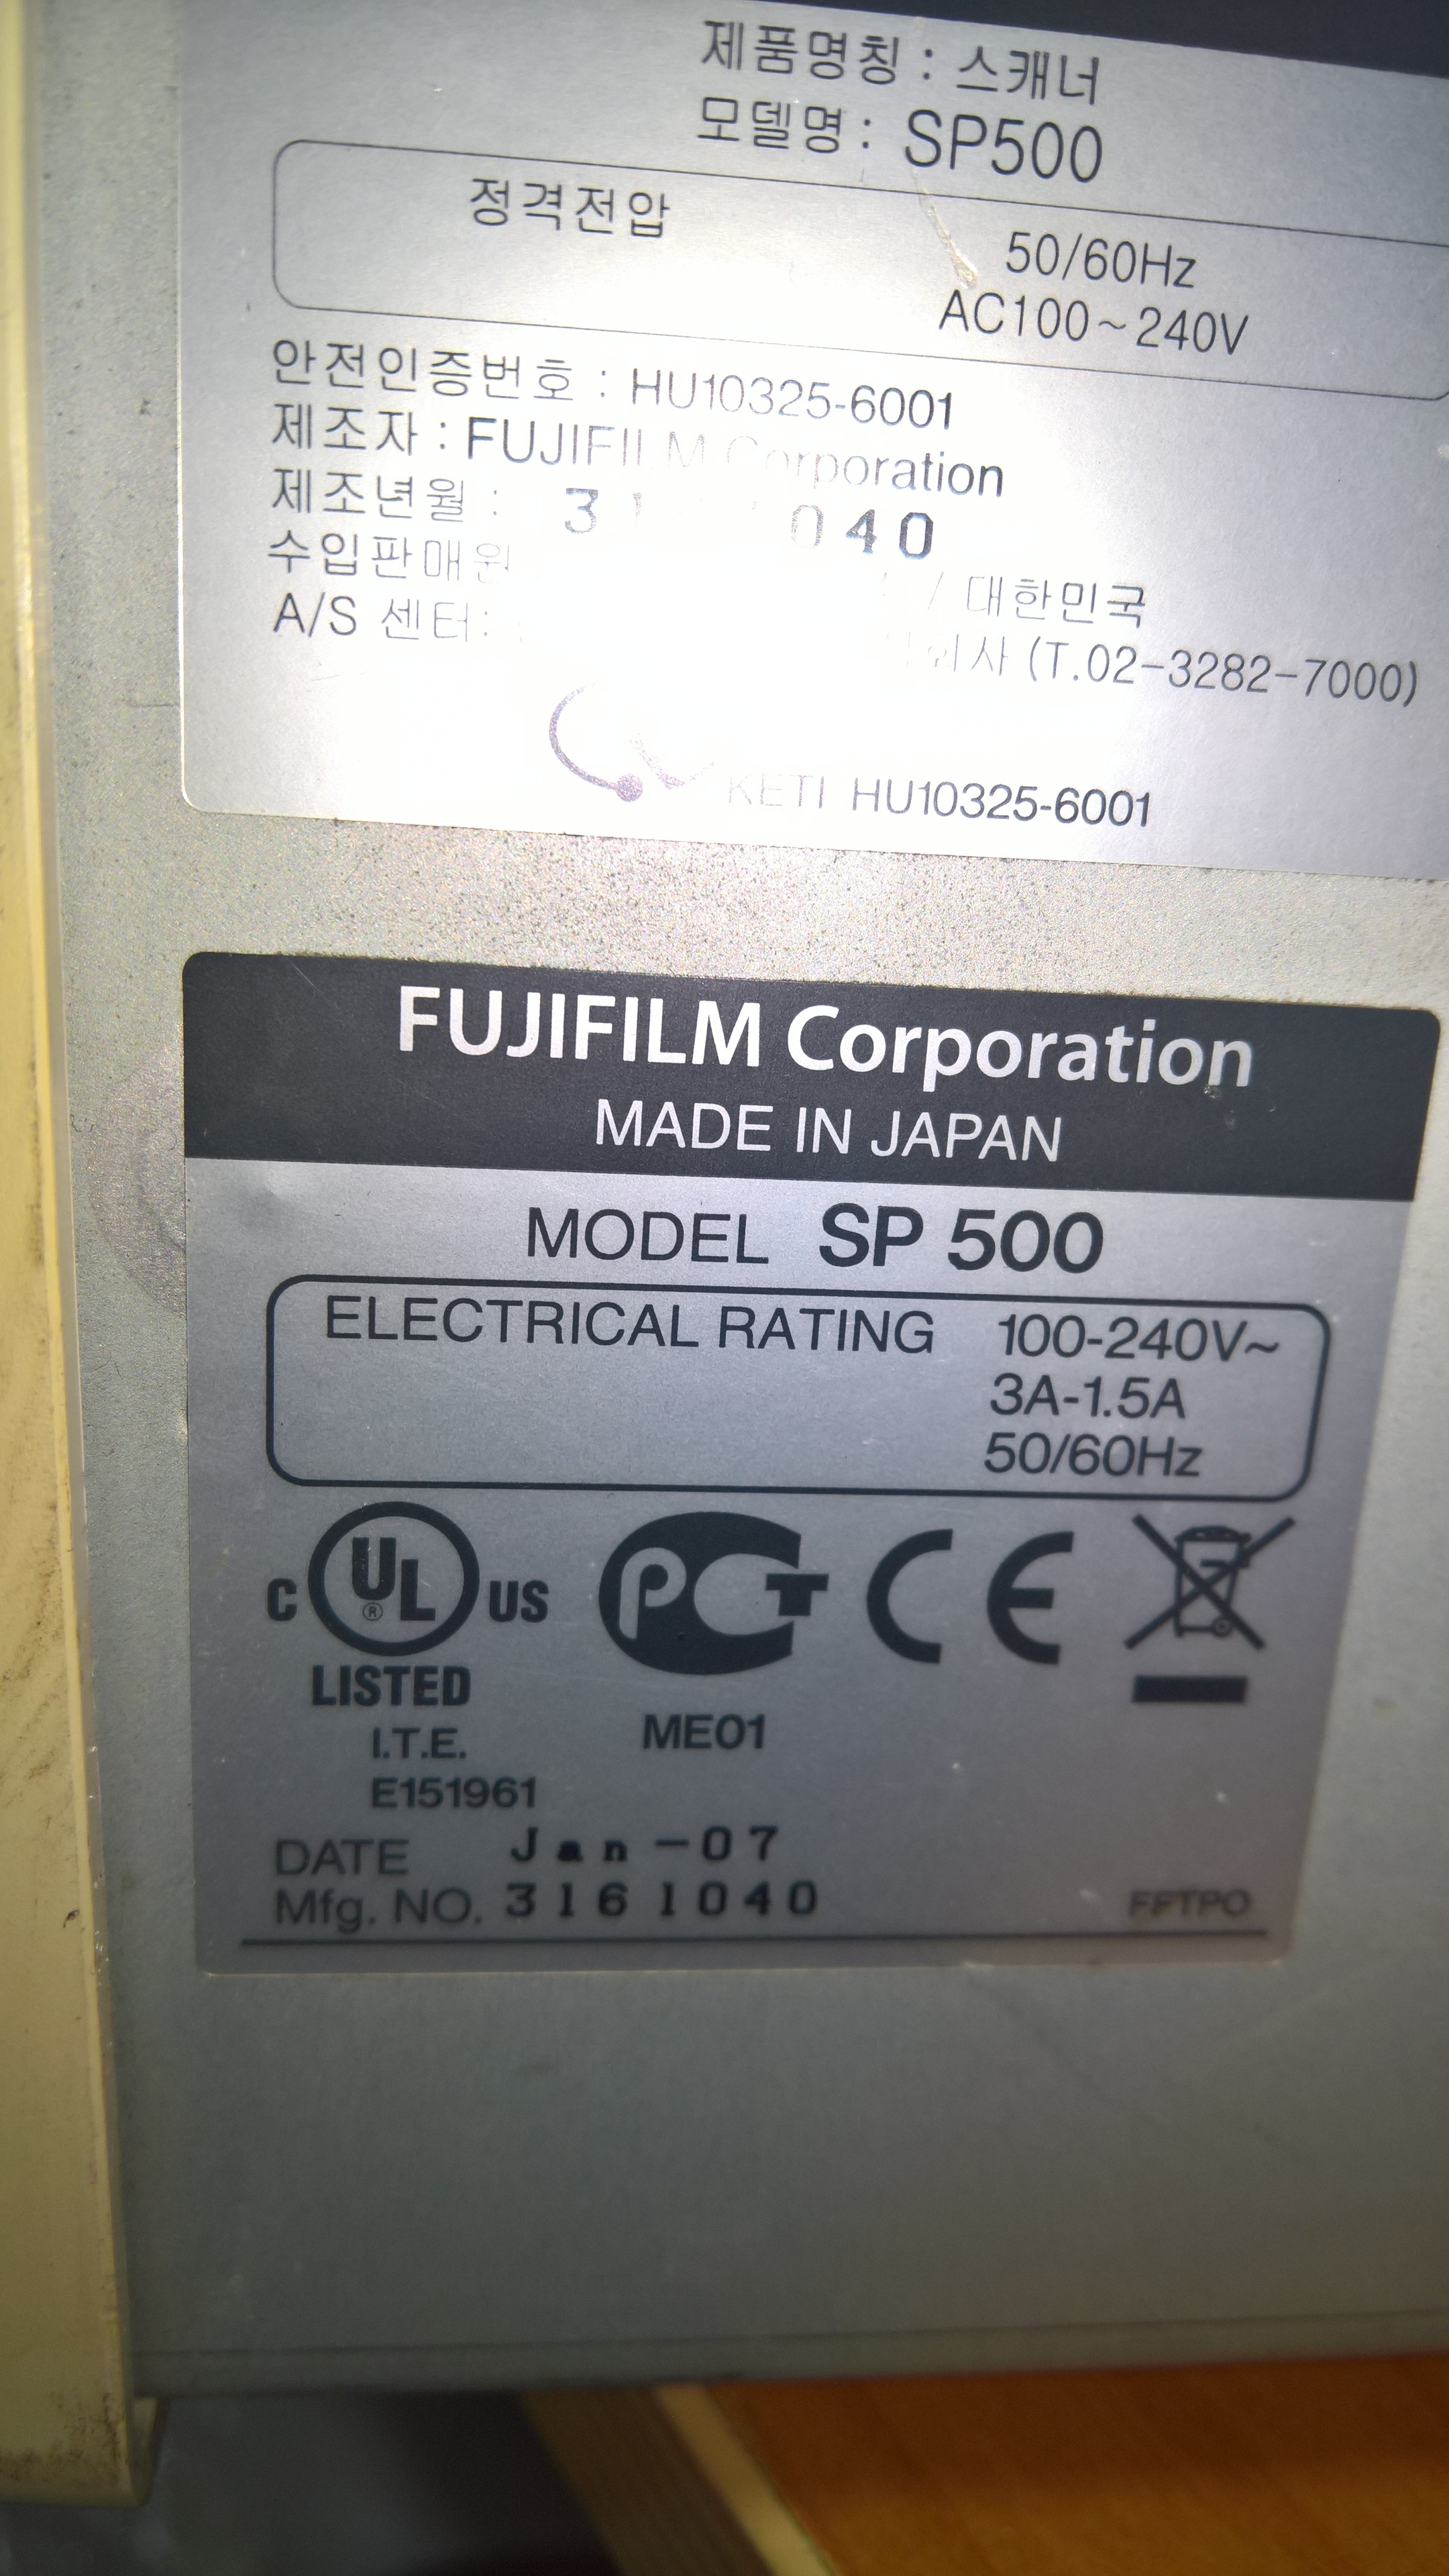 제품명칭 : 스캐너
모델명 : SP500
정격전압
50/60Hz
AC100~240V
안전인증번호 : HU10325-6001
제조자 : FUJIFILM Corporation
제조년월 : 040
수입판매원 / 대한민국
A/S 센터: (T.02-3282-7000)
KETI HU10325-6001
FUJIFILM Corporation
MADE IN JAPAN
MODEL SP 500
ELECTRICAL RATING 100-240V~
3A-1.5A
50/60Hz
C UL ® US
PCT
CE
LISTED
I.T.E.
ME01
E151961
DATE Jan-07
Mfg. NO. 3161040
FFTPO